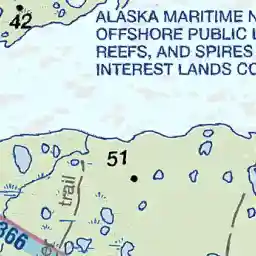 42
ALASKA MARITIME N
OFFSHORE PUBLIC L
REEFS, AND SPIRES
INTEREST LANDS CO
51
trail
366